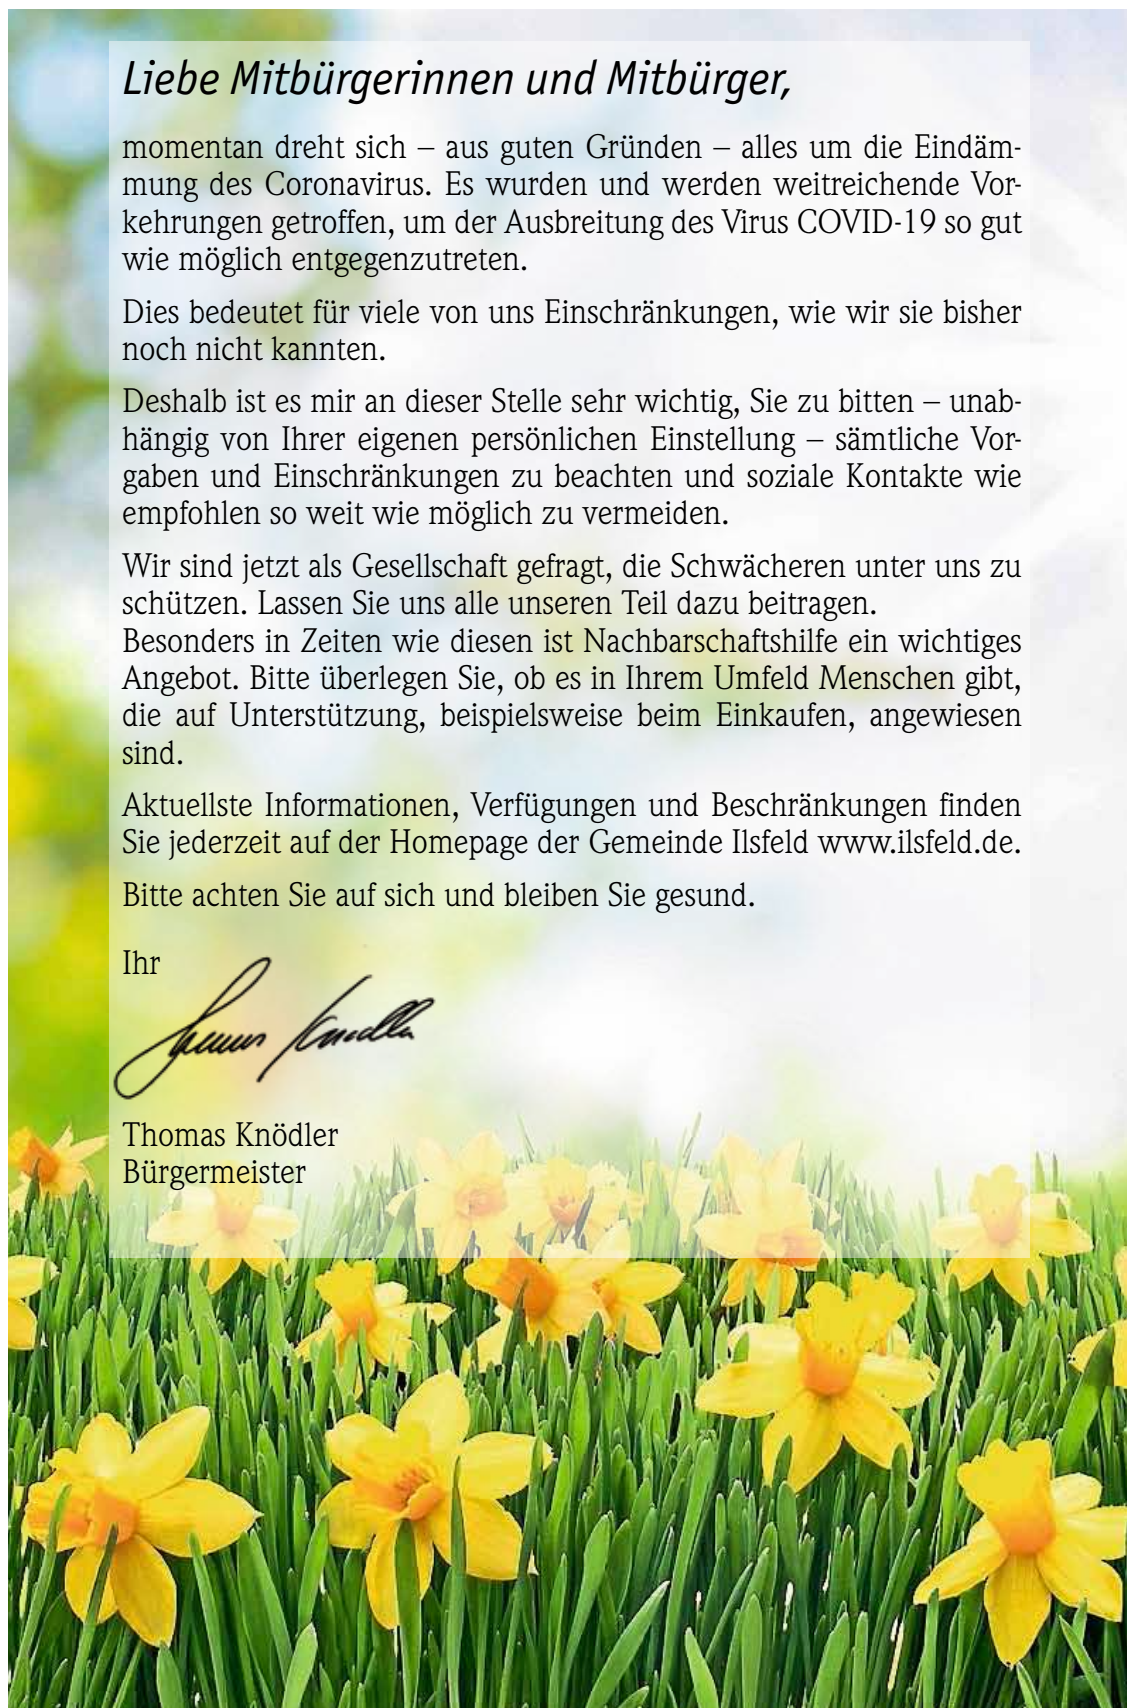 Liebe Mitbürgerinnen und Mitbürger,
momentan dreht sich – aus guten Gründen – alles um die Eindäm-
mung des Coronavirus. Es wurden und werden weitreichende Vor-
kehrungen getroffen, um der Ausbreitung des Virus COVID-19 so gut
wie möglich entgegenzutreten.
Dies bedeutet für viele von uns Einschränkungen, wie wir sie bisher
noch nicht kannten.
Deshalb ist es mir an dieser Stelle sehr wichtig, Sie zu bitten – unab-
hängig von Ihrer eigenen persönlichen Einstellung – sämtliche Vor-
gaben und Einschränkungen zu beachten und soziale Kontakte wie
empfohlen so weit wie möglich zu vermeiden.
Wir sind jetzt als Gesellschaft gefragt, die Schwächeren unter uns zu
schützen. Lassen Sie uns alle unseren Teil dazu beitragen.
Besonders in Zeiten wie diesen ist Nachbarschaftshilfe ein wichtiges
Angebot. Bitte überlegen Sie, ob es in Ihrem Umfeld Menschen gibt,
die auf Unterstützung, beispielsweise beim Einkaufen, angewiesen
sind.
Aktuellste Informationen, Verfügungen und Beschränkungen finden
Sie jederzeit auf der Homepage der Gemeinde Ilsfeld www.ilsfeld.de.
Bitte achten Sie auf sich und bleiben Sie gesund.
Ihr
Thomas Knödler
Bürgermeister